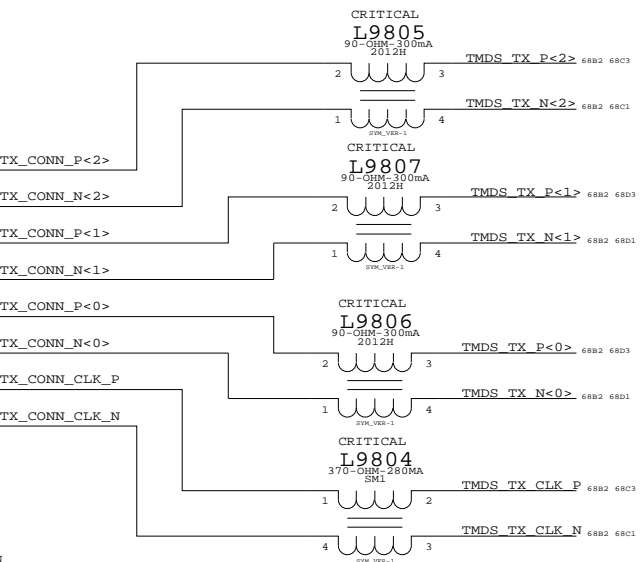 CRITICAL
L9805
90-OHM-300mA
2012H
TMDS_TX_P<2> 68B2 68C3
2 3
TMDS_TX_N<2> 68B2 68C1
1 4
SYM_VER-1
CRITICAL
TX_CONN_P<2>
L9807
90-OHM-300mA
2012H
TX_CONN_N<2>
TMDS_TX_P<1> 68B2 68D3
2 3
TX_CONN_P<1>
TMDS_TX_N<1> 68B2 68D1
1 4
SYM_VER-1
TX_CONN_N<1>
CRITICAL
TX_CONN_P<0>
L9806
90-OHM-300mA
2012H
TX_CONN_N<0>
TMDS_TX_P<0> 68B2 68D3
2 3
TX_CONN_CLK_P
TMDS_TX_N<0> 68B2 68D1
1 4
TX_CONN_CLK_N
SYM_VER-1
CRITICAL
L9804
370-OHM-280MA
SM1
TMDS_TX_CLK_P 68B2 68C3
1 2
TMDS_TX_CLK_N 68B2 68C1
4 3
SYM_VER-1